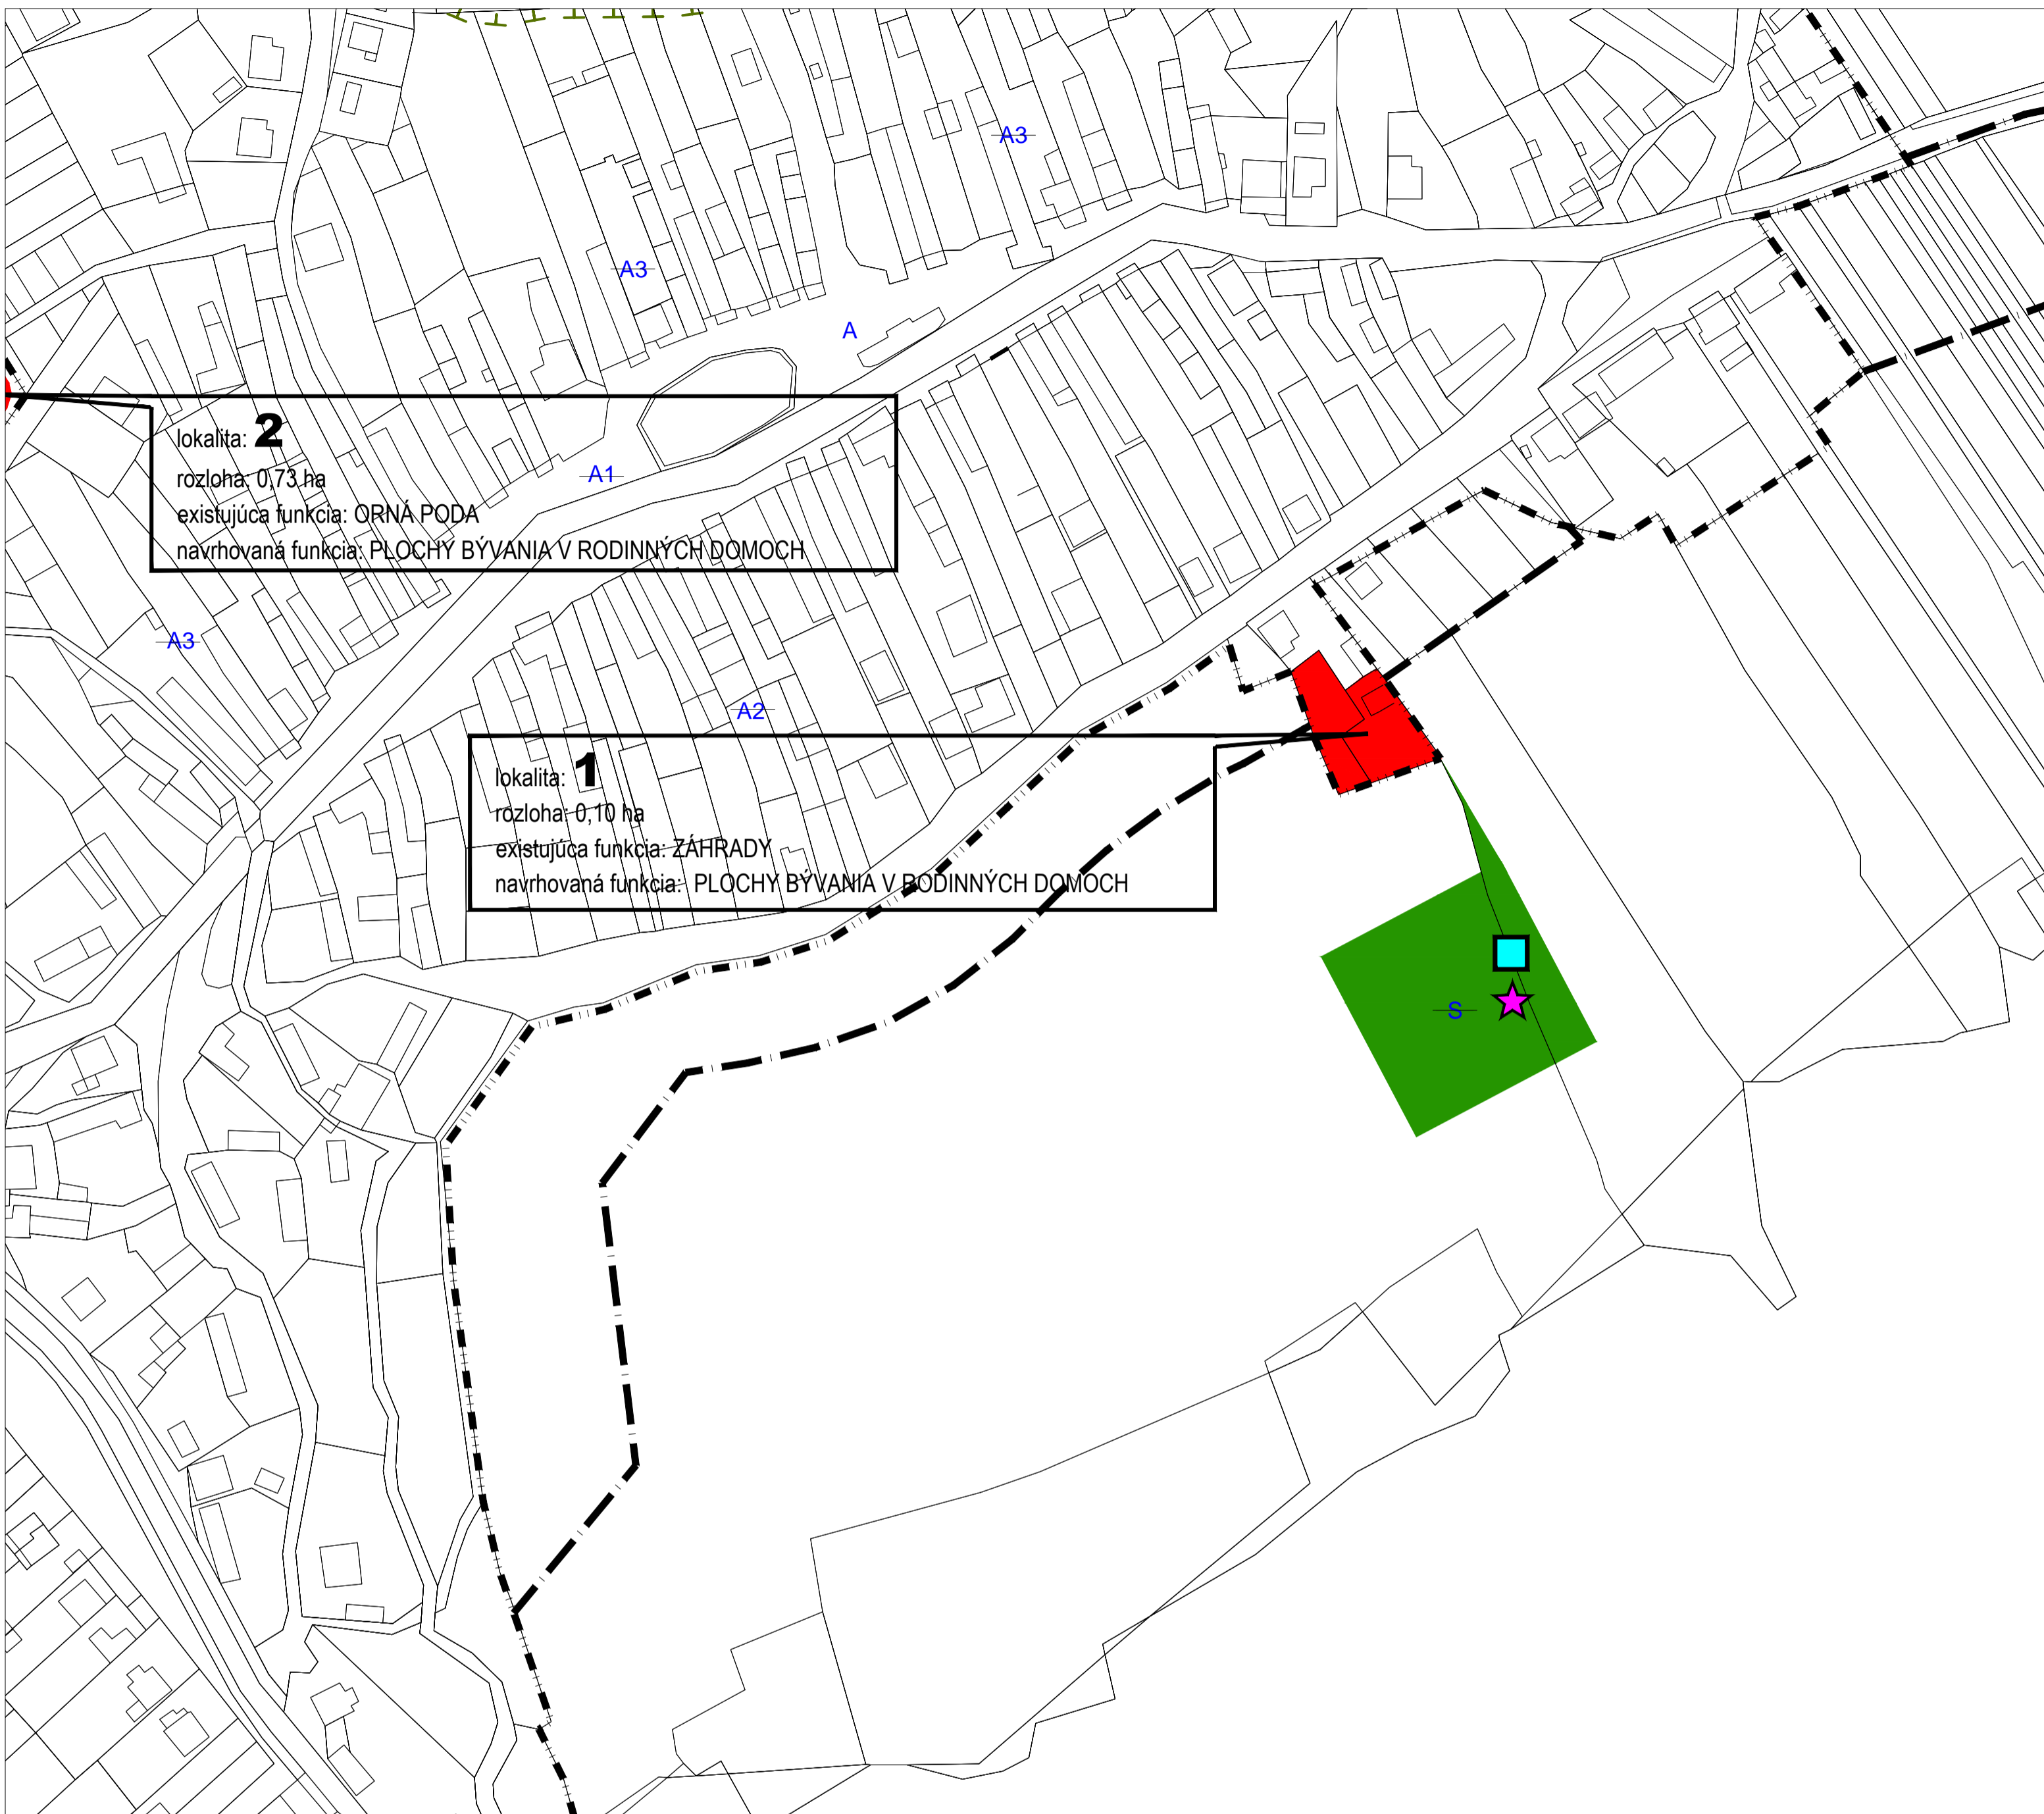 A3
A3
A
lokalita: 2
rozloha: 0,73 ha
existujúca funkcia: ORNÁ PODA
navrhovaná funkcia: PLOCHY BÝVANIA V RODINNÝCH DOMOCH
A1
A3
A2
lokalita: 1
rozloha: 0,10 ha
existujúca funkcia: ZÁHRADY
navrhovaná funkcia: PLOCHY BÝVANIA V RODINNÝCH DOMOCH
S